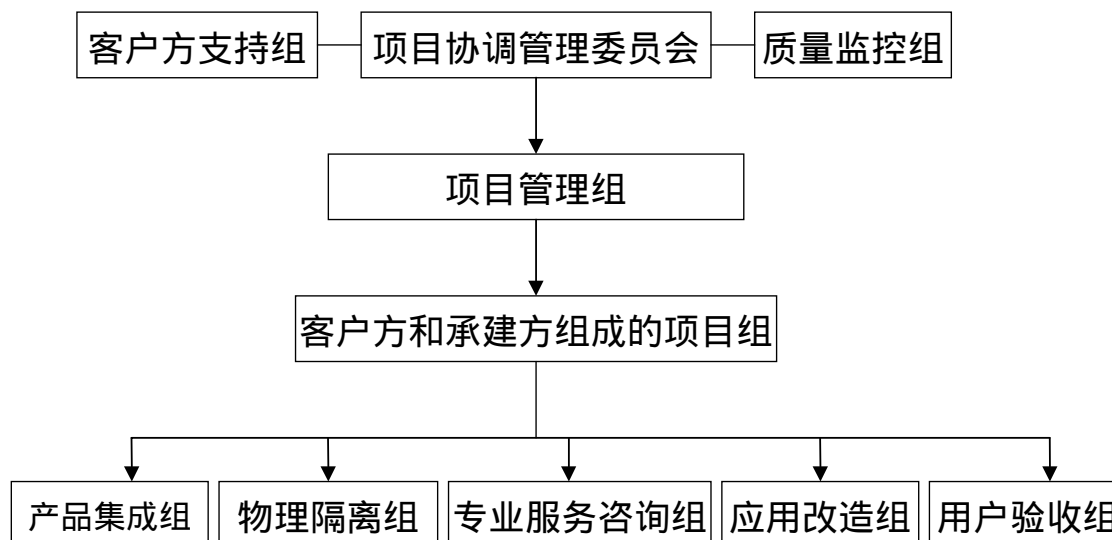 客户方支持组
项目协调管理委员会
质量监控组
项目管理组
客户方和承建方组成的项目组
产品集成组
物理隔离组
专业服务咨询组
应用改造组
用户验收组